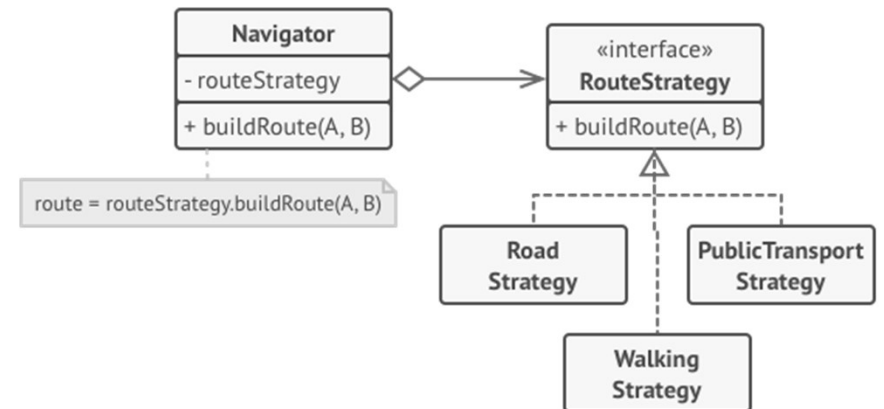 Navigator
- routeStrategy
+ buildRoute(A, B)
route = routeStrategy.buildRoute(A, B)
«interface»
RouteStrategy
+ buildRoute(A, B)
Road
Strategy
PublicTransport
Strategy
Walking
Strategy